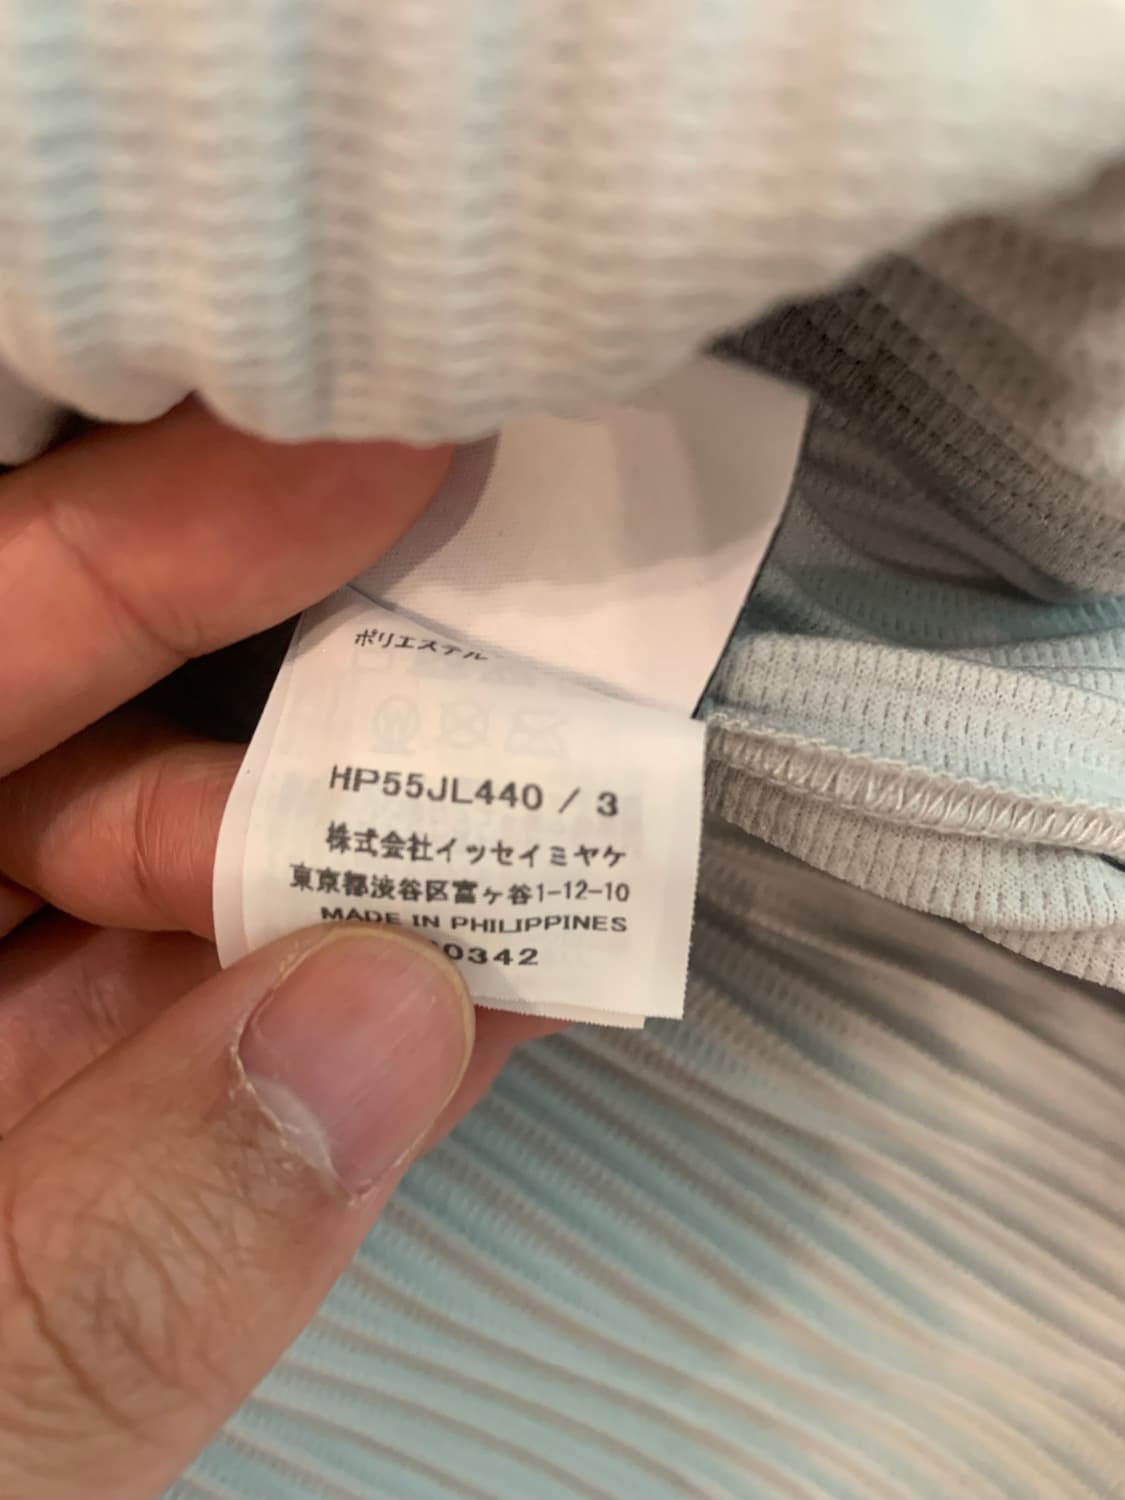 ポリエステル
HP55JL440 / 3
株式会社イッセイミヤケ
東京都渋谷区富ヶ谷1-12-10
MADE IN PHILIPPINES
0342